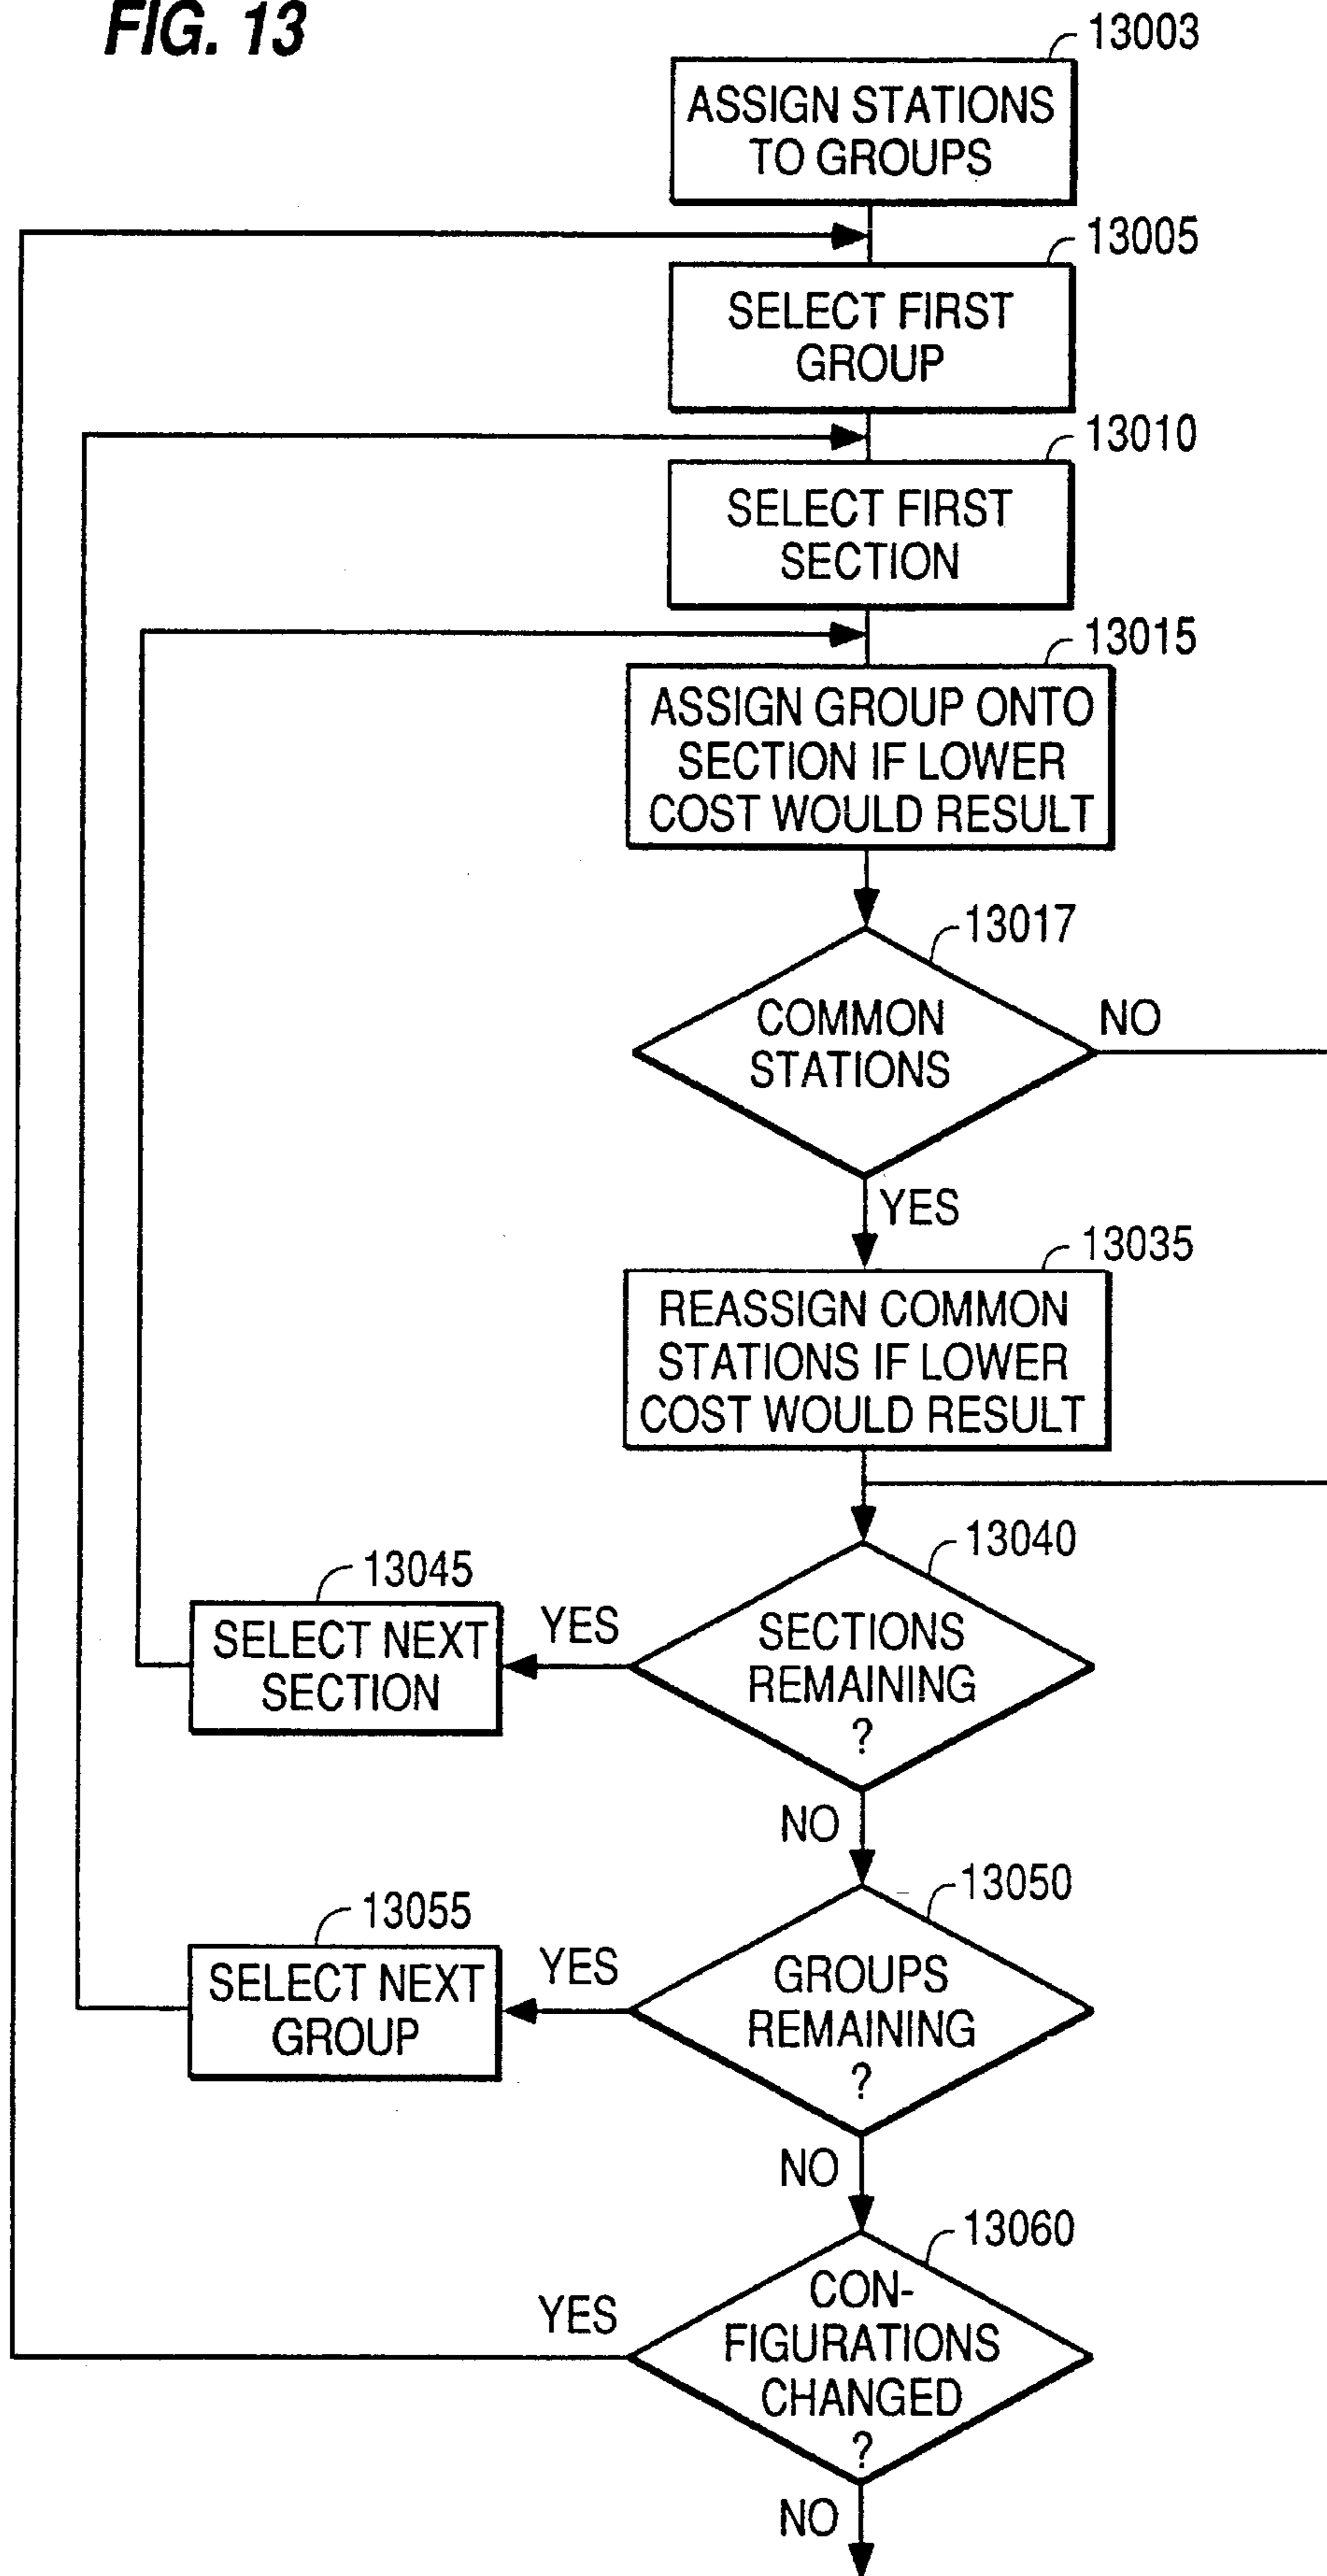 FIG. 13
13003
ASSIGN STATIONS
TO GROUPS
13005
SELECT FIRST
GROUP
13010
SELECT FIRST
SECTION
13015
ASSIGN GROUP ONTO
SECTION IF LOWER
COST WOULD RESULT
13017
COMMON
STATIONS
NO
YES
13035
REASSIGN COMMON
STATIONS IF LOWER
COST WOULD RESULT
13040
SECTIONS
REMAINING
?
YES
13045
SELECT NEXT
SECTION
NO
13050
GROUPS
REMAINING
?
YES
13055
SELECT NEXT
GROUP
NO
13060
CON-
FIGURATIONS
CHANGED
?
YES
NO